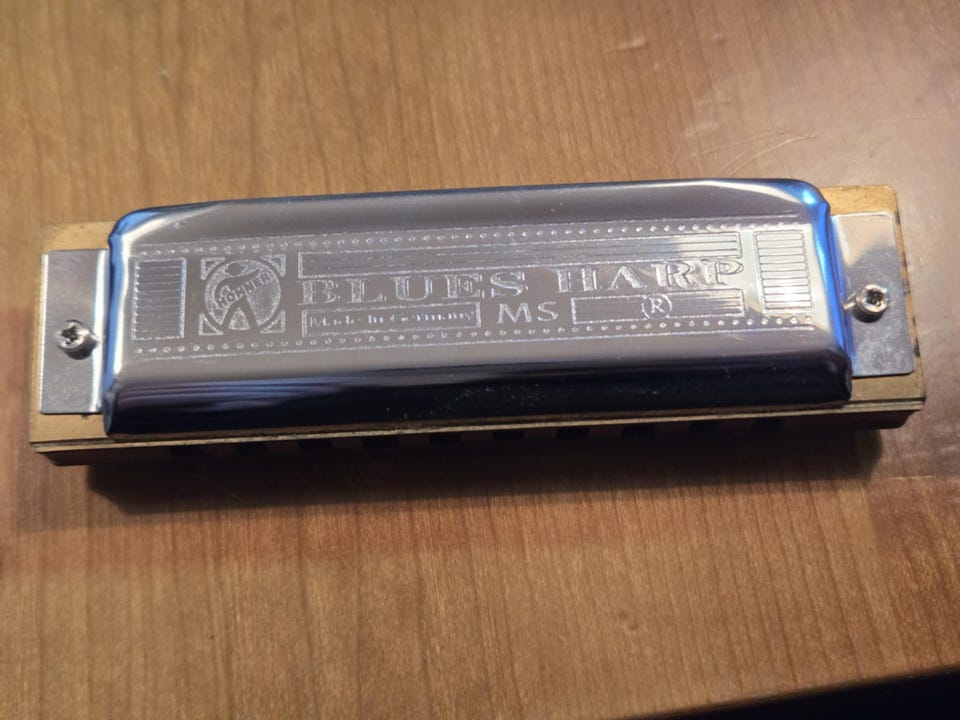 HOHNER
BLUES HARP
Made In Germany MS ®